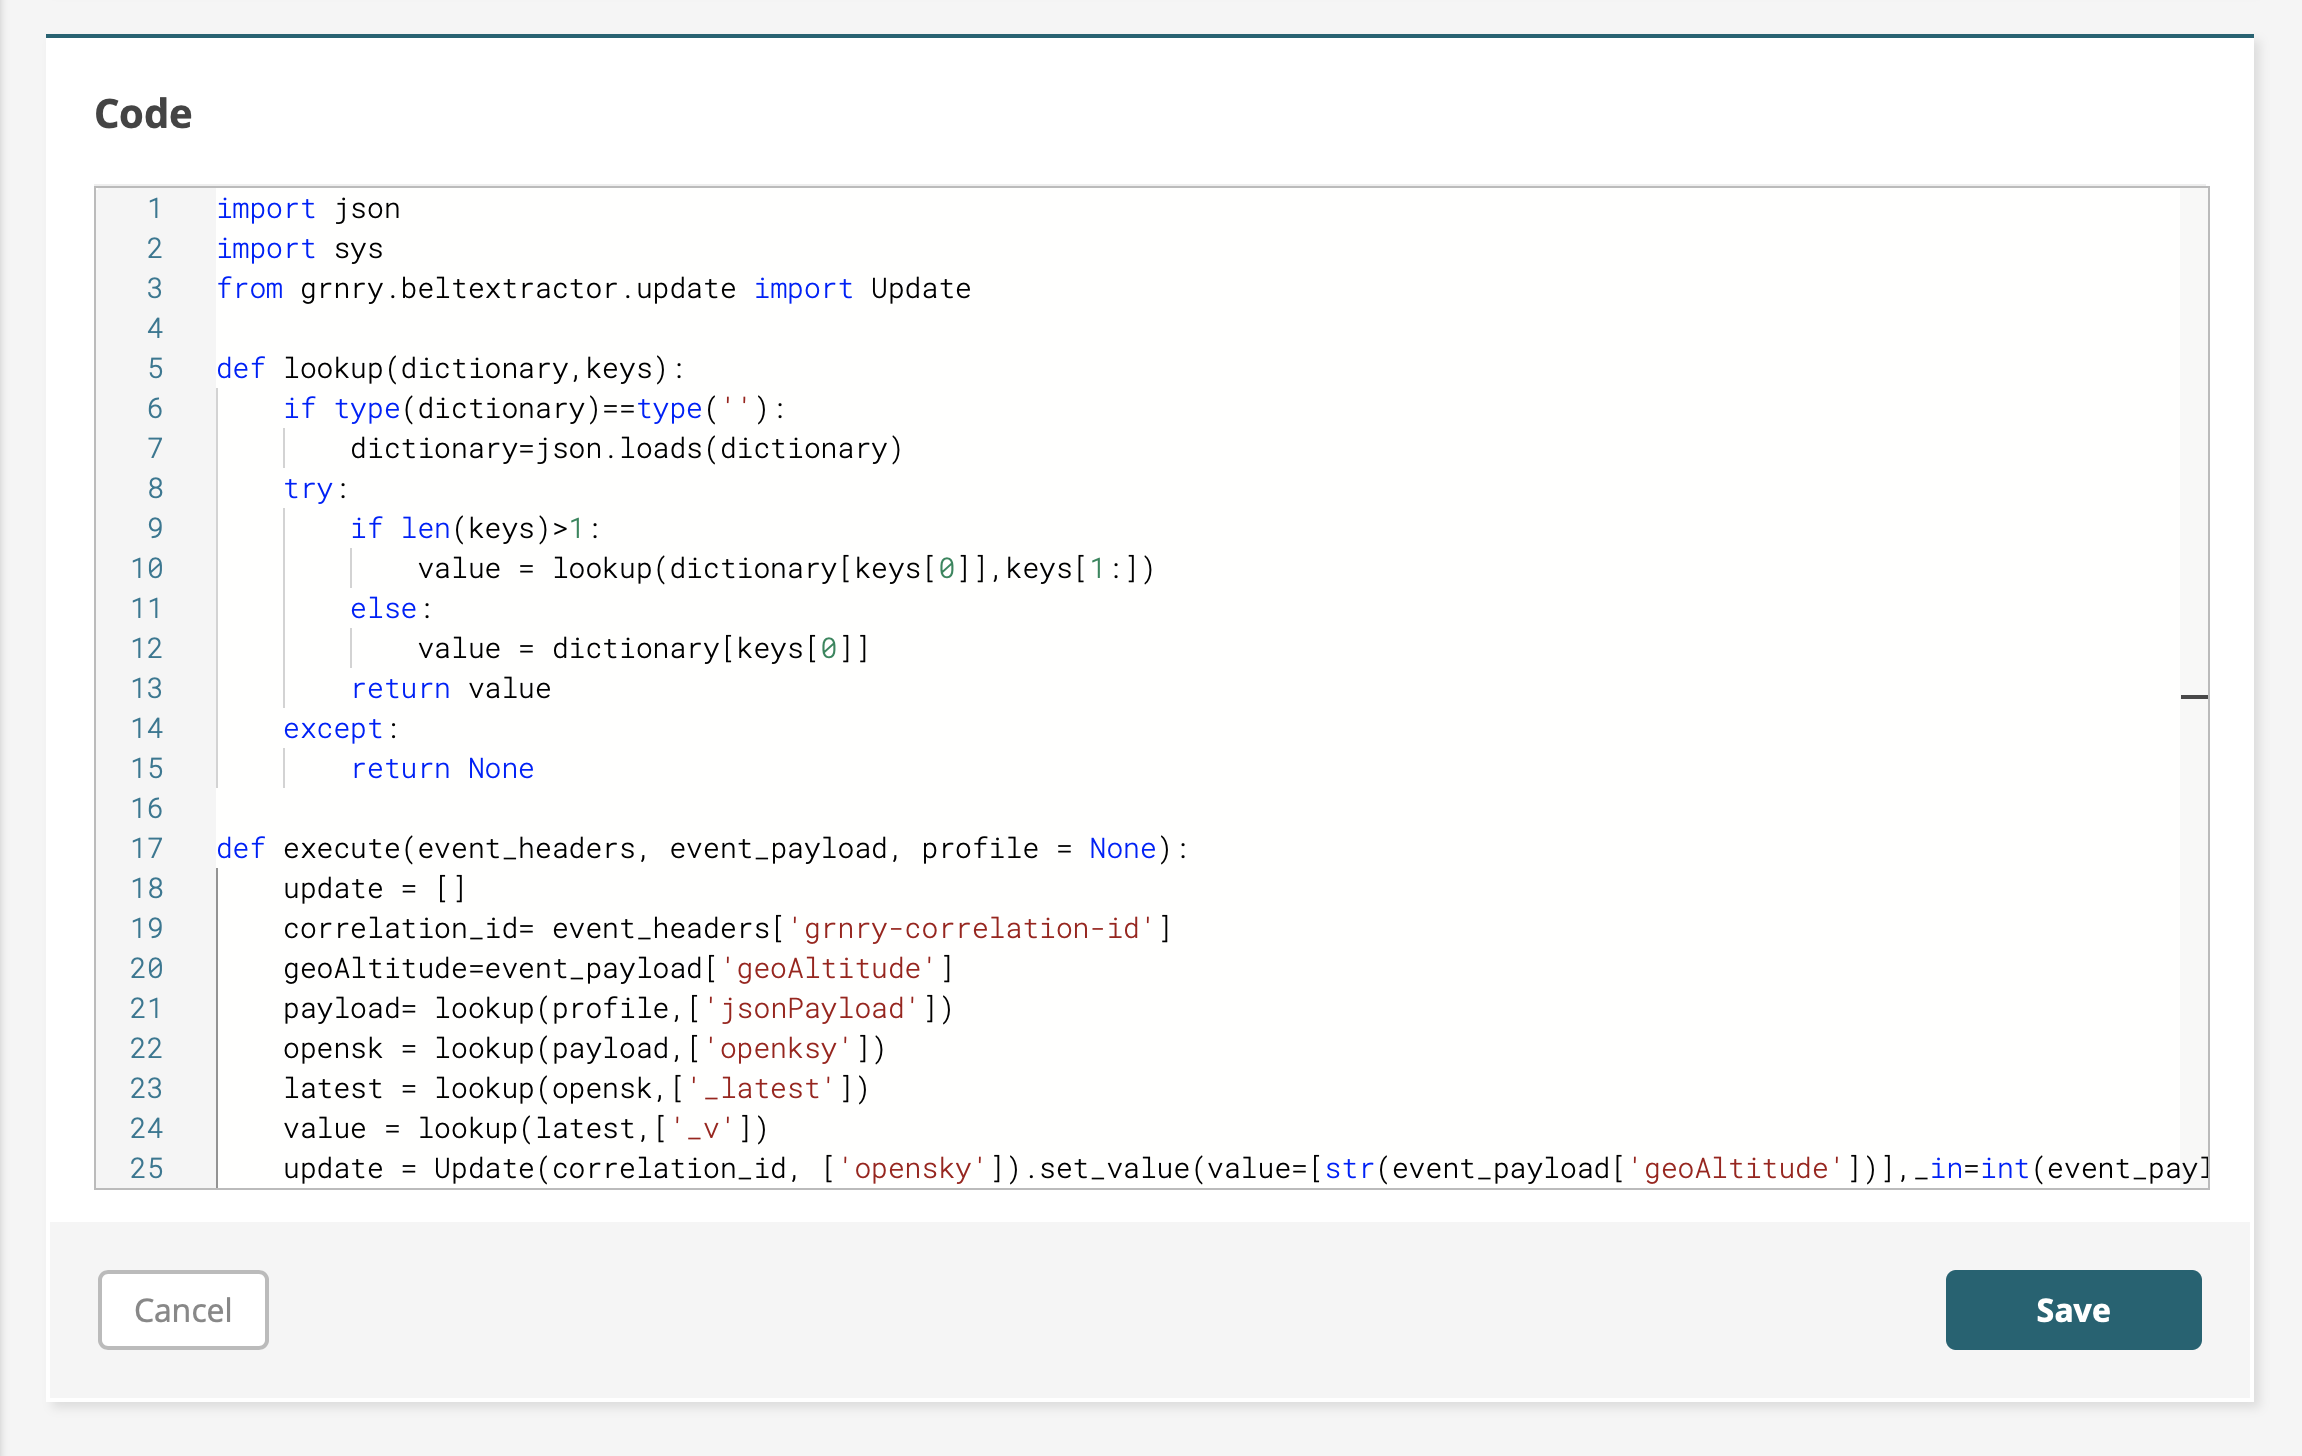 Code
1 import json
2 import sys
3 from grnry.beltextractor.update import Update
4
5 def lookup(dictionary,keys):
6     if type(dictionary)==type(''):
7         dictionary=json.loads(dictionary)
8     try:
9         if len(keys)>1:
10             value = lookup(dictionary[keys[0]],keys[1:])
11         else:
12             value = dictionary[keys[0]]
13         return value
14     except:
15         return None
16
17 def execute(event_headers, event_payload, profile = None):
18     update = []
19     correlation_id= event_headers['grnry-correlation-id']
20     geoAltitude=event_payload['geoAltitude']
21     payload= lookup(profile,['jsonPayload'])
22     opensk = lookup(payload,['openksy'])
23     latest = lookup(opensk,['_latest'])
24     value = lookup(latest,['_v'])
25     update = Update(correlation_id, ['opensky']).set_value(value=[str(event_payload['geoAltitude'])],_in=int(event_payl
Cancel
Save